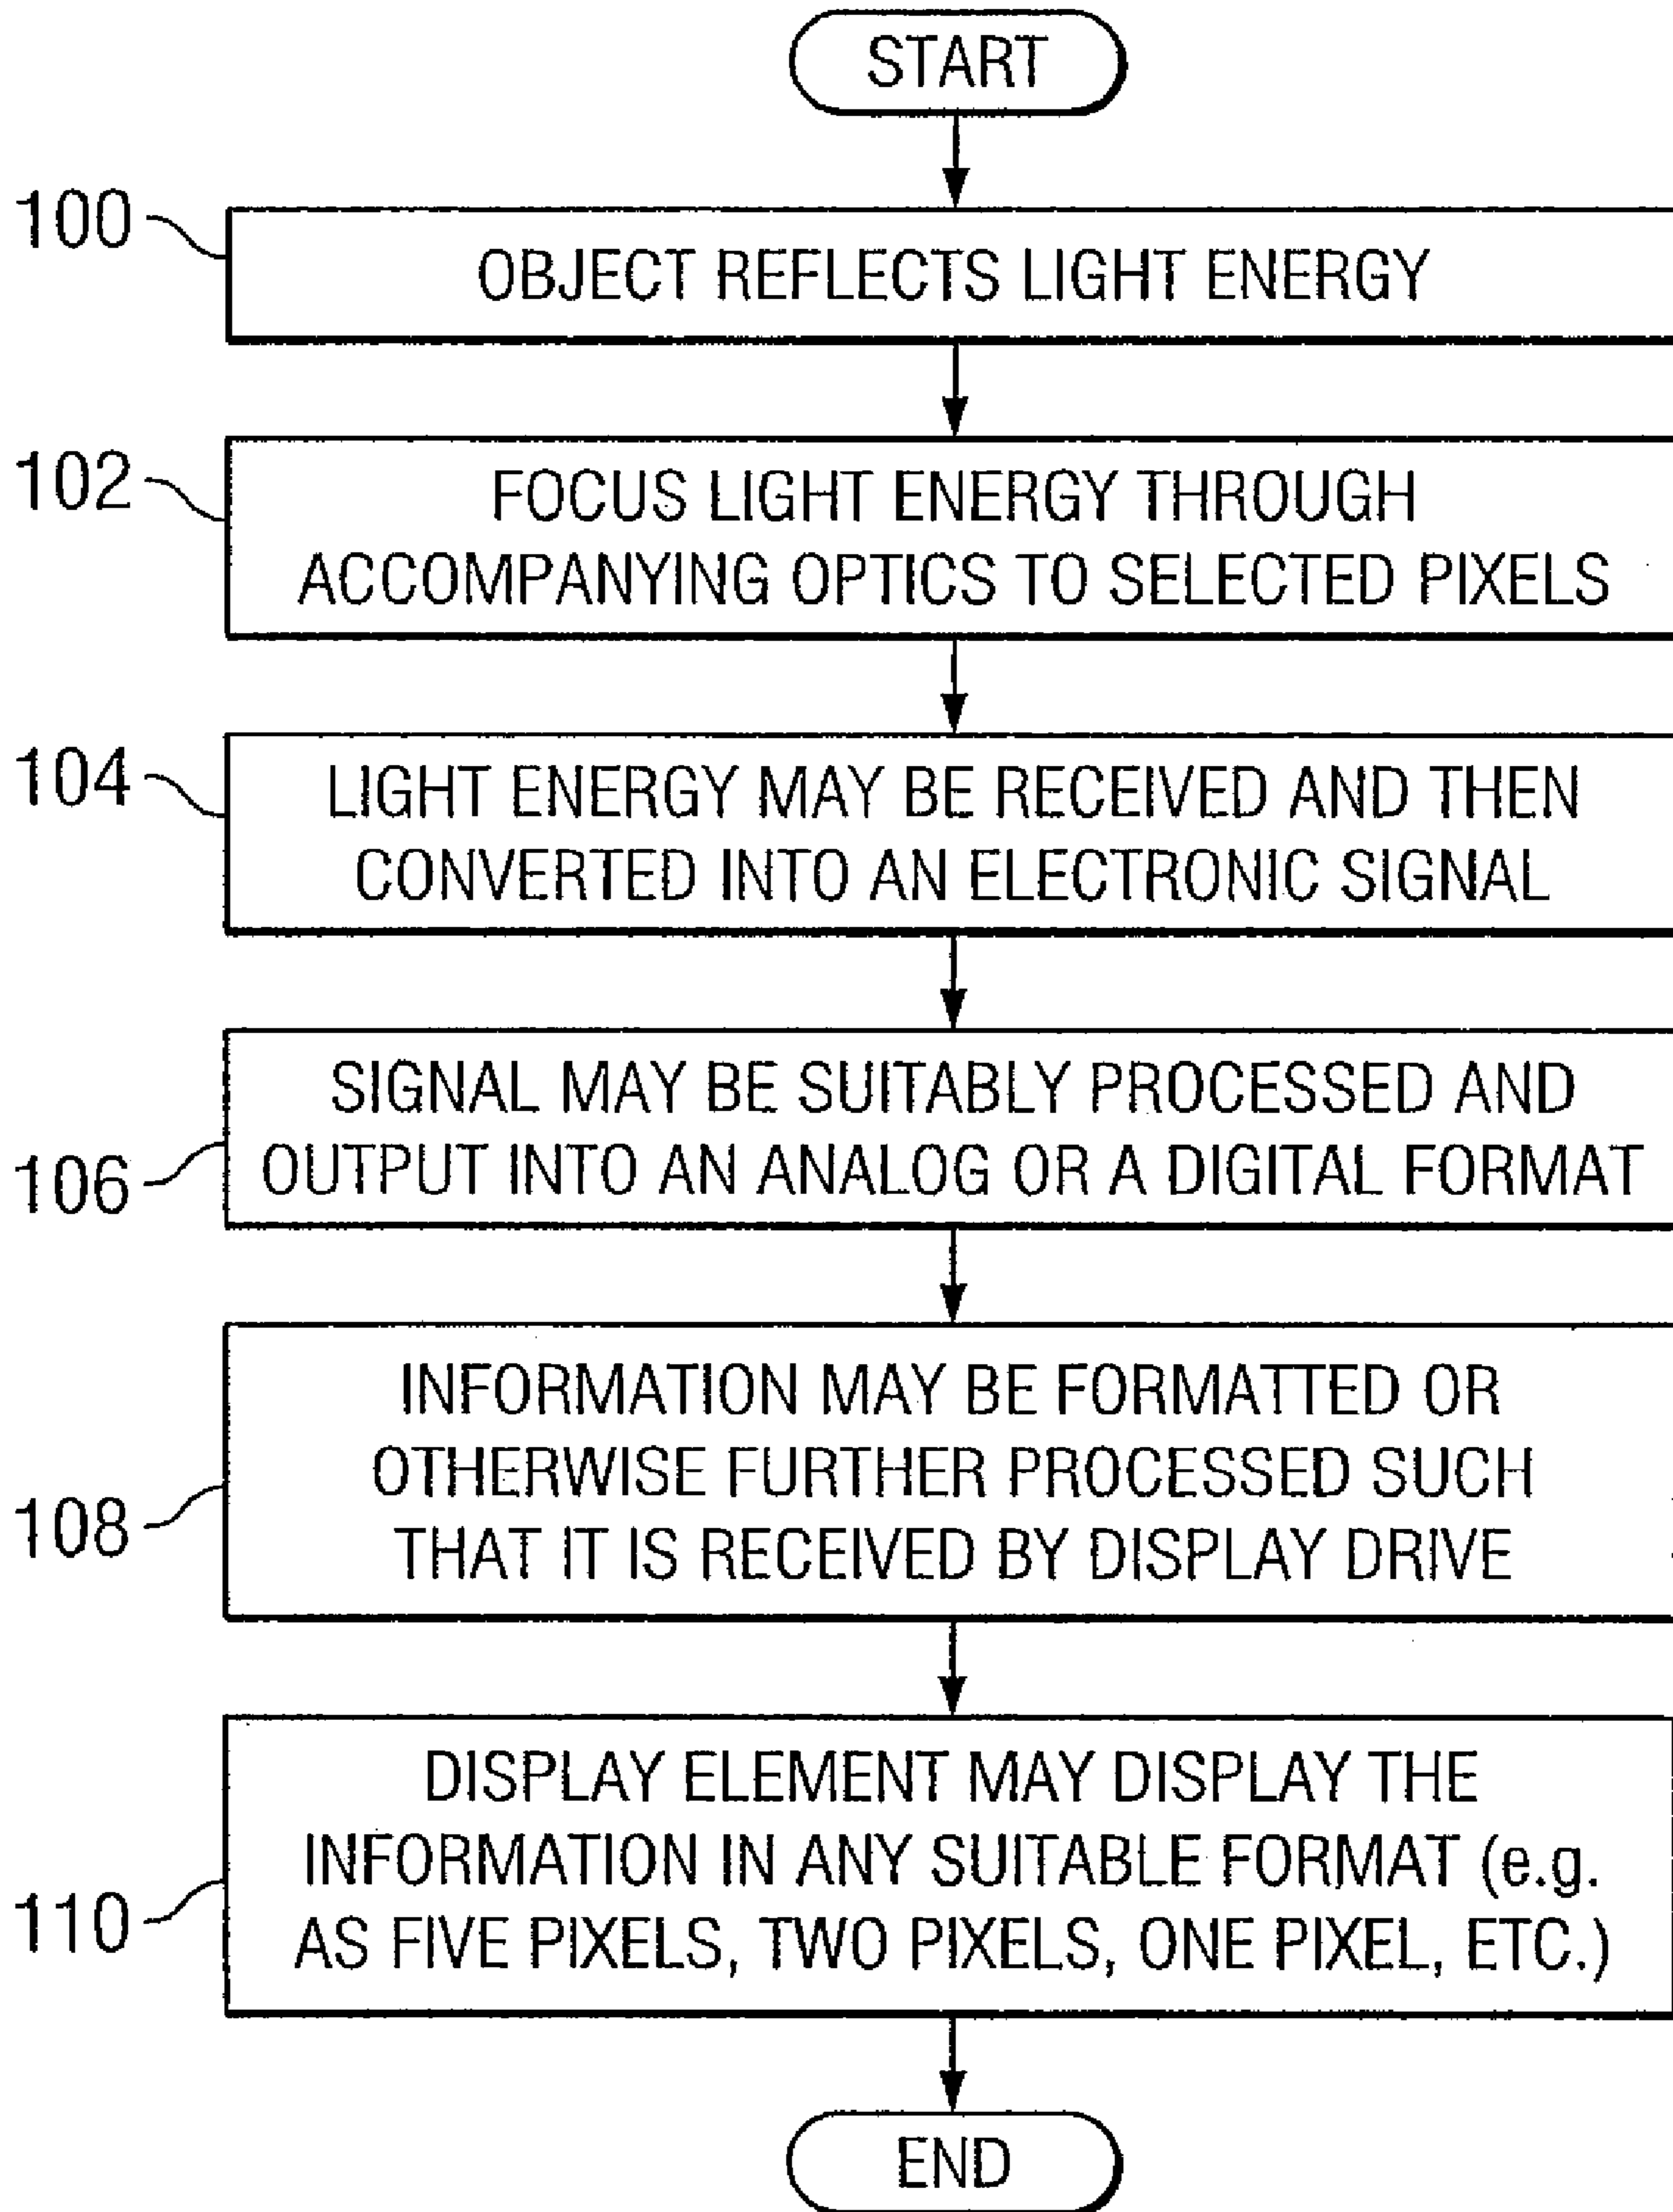 START
100
OBJECT REFLECTS LIGHT ENERGY
102
FOCUS LIGHT ENERGY THROUGH
ACCOMPANYING OPTICS TO SELECTED PIXELS
104
LIGHT ENERGY MAY BE RECEIVED AND THEN
CONVERTED INTO AN ELECTRONIC SIGNAL
106
SIGNAL MAY BE SUITABLY PROCESSED AND
OUTPUT INTO AN ANALOG OR A DIGITAL FORMAT
108
INFORMATION MAY BE FORMATTED OR
OTHERWISE FURTHER PROCESSED SUCH
THAT IT IS RECEIVED BY DISPLAY DRIVE
110
DISPLAY ELEMENT MAY DISPLAY THE
INFORMATION IN ANY SUITABLE FORMAT (e.g.
AS FIVE PIXELS, TWO PIXELS, ONE PIXEL, ETC.)
END